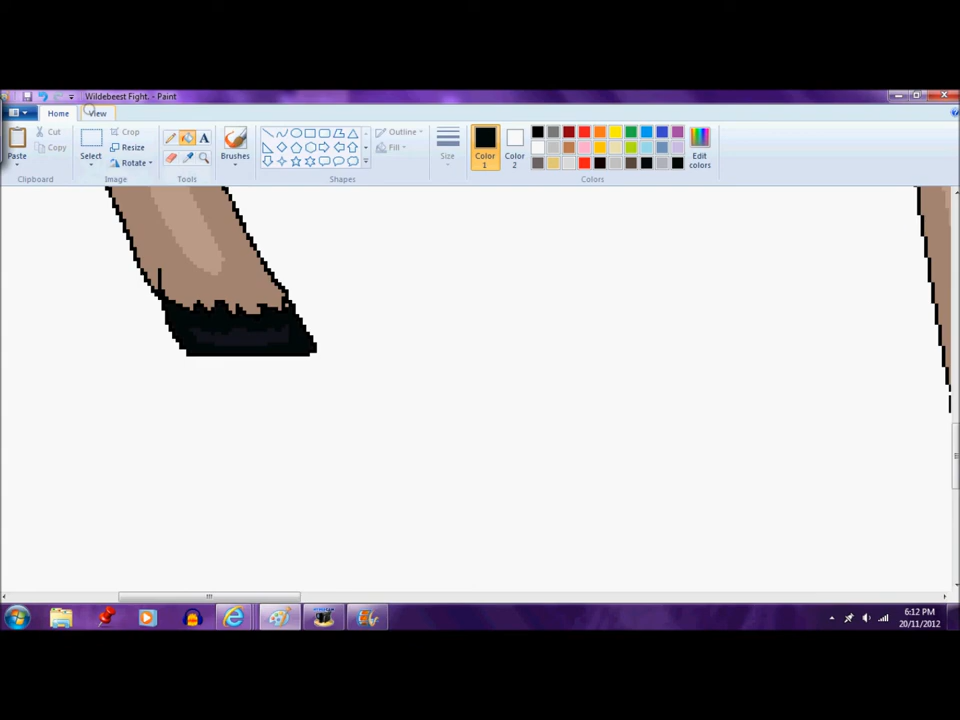 Wildebeest Fight. - Paint
Home View
Paste
Cut
Copy
Clipboard
Select
Crop
Resize
Rotate
Image
A
Tools
Brushes
Shapes
Outline
Fill
Size
Color 1
Color 2
Edit colors
Colors
6:12 PM
20/11/2012